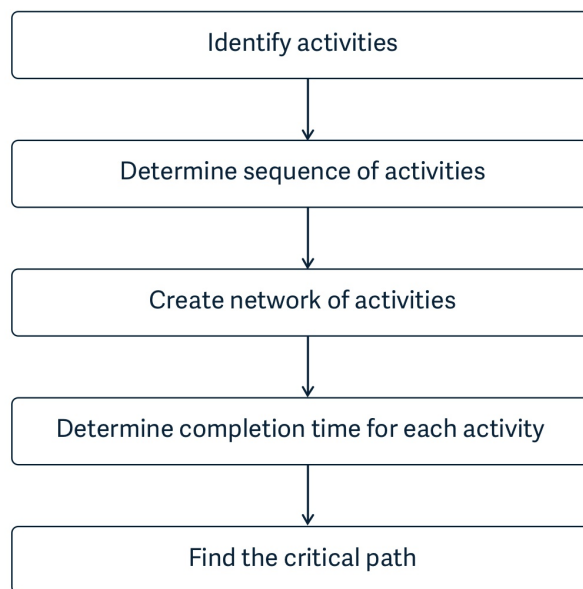 Identify activities
Determine sequence of activities
Create network of activities
Determine completion time for each activity
Find the critical path